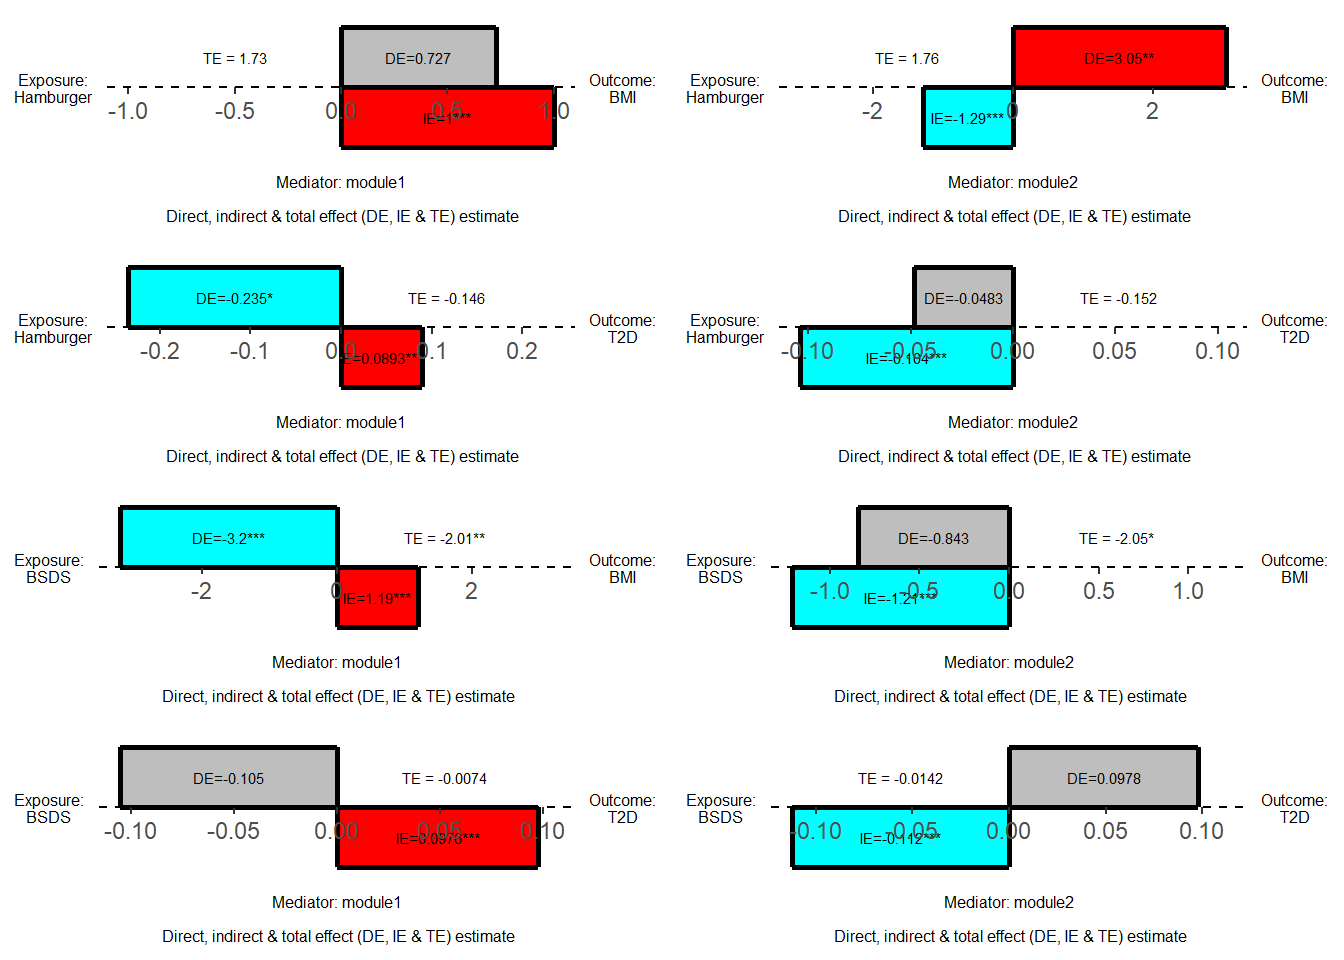 TE = 1.73
DE=0.727
Exposure:
Hamburger
Outcome:
BMI
-1.0 -0.5 0.0 0.5 1.0
IE=1***
Mediator: module1
Direct, indirect & total effect (DE, IE & TE) estimate
TE = 1.76
DE=3.05**
Exposure:
Hamburger
Outcome:
BMI
-2 0 2
IE=-1.29***
Mediator: module2
Direct, indirect & total effect (DE, IE & TE) estimate
DE=-0.235*
TE = -0.146
Exposure:
Hamburger
Outcome:
T2D
-0.2 -0.1 0.0 0.1 0.2
IE=0.0893**
Mediator: module1
Direct, indirect & total effect (DE, IE & TE) estimate
DE=-0.0483
TE = -0.152
Exposure:
Hamburger
Outcome:
T2D
-0.10 -0.05 0.00 0.05 0.10
IE=-0.104***
Mediator: module2
Direct, indirect & total effect (DE, IE & TE) estimate
DE=-3.2***
TE = -2.01**
Exposure:
BSDS
Outcome:
BMI
-2 0 2
IE=1.19***
Mediator: module1
Direct, indirect & total effect (DE, IE & TE) estimate
DE=-0.843
TE = -2.05*
Exposure:
BSDS
Outcome:
BMI
-1.0 -0.5 0.0 0.5 1.0
IE=-1.21***
Mediator: module2
Direct, indirect & total effect (DE, IE & TE) estimate
DE=-0.105
TE = -0.0074
Exposure:
BSDS
Outcome:
T2D
-0.10 -0.05 0.00 0.05 0.10
IE=0.0976***
Mediator: module1
Direct, indirect & total effect (DE, IE & TE) estimate
TE = -0.0142
DE=0.0978
Exposure:
BSDS
Outcome:
T2D
-0.10 -0.05 0.00 0.05 0.10
IE=-0.112***
Mediator: module2
Direct, indirect & total effect (DE, IE & TE) estimate